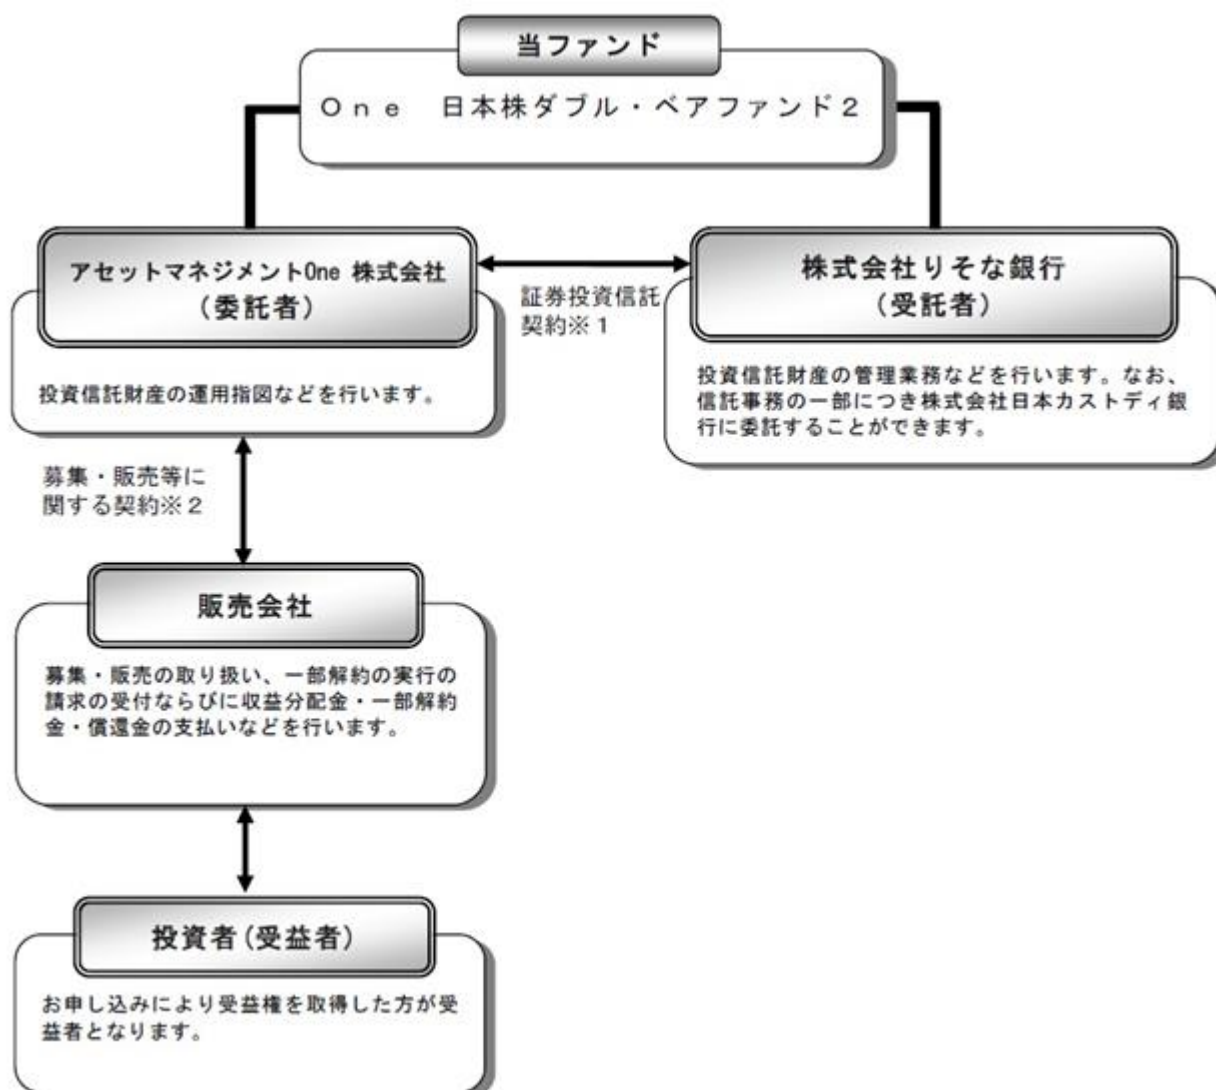 当ファンド
Ｏｎｅ　日本株ダブル・ベアファンド２
アセットマネジメントOne 株式会社
（委託者）
投資信託財産の運用指図などを行います。
証券投資信託
契約※１
株式会社りそな銀行
（受託者）
投資信託財産の管理業務などを行います。なお、
信託事務の一部につき株式会社日本カストディ銀
行に委託することができます。
募集・販売等に
関する契約※２
販売会社
募集・販売の取り扱い、一部解約の実行の
請求の受付ならびに収益分配金・一部解約
金・償還金の支払いなどを行います。
投資者(受益者)
お申し込みにより受益権を取得した方が受
益者となります。